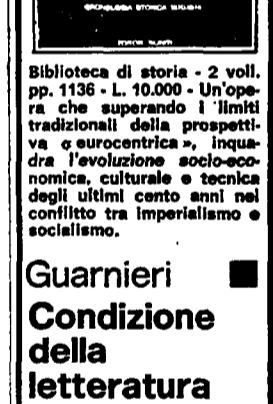 Biblioteca di storia - 2 voll.
pp. 1136 - L. 10.000 - Un'ope-
ra che superando i limiti
tradizionali della prospetti-
va « eurocentrica », inqua-
dra l'evoluzione socio-eco-
nomica, culturale e tecnica
degli ultimi cento anni nel
conflitto tra imperialismo e
socialismo.
Guarnieri
Condizione
della
letteratura